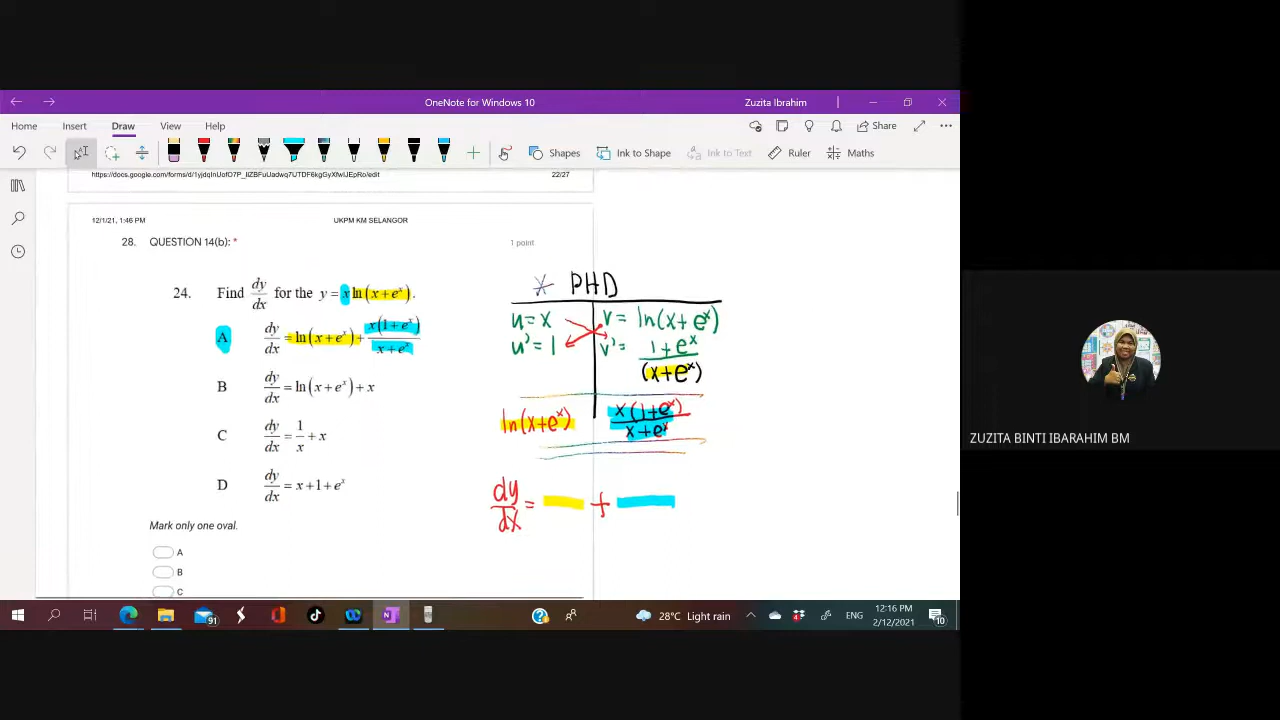 OneNote for Windows 10
Zuzita Ibrahim
Home Insert Draw View Help
Share
Shapes Ink to Shape Ink to Text Ruler Maths
22/27
12/1/21, 1:46 PM UKPM KM SELANGOR
28. QUESTION 14(b): *
1 point
24. Find dy/dx for the y = x ln(x + e^x).
A dy/dx = ln(x + e^x) + x(1 + e^x)/(x + e^x)
B dy/dx = ln(x + e^x) + x
C dy/dx = 1/x + x
D dy/dx = x + 1 + e^x
Mark only one oval.
A
B
C
PHD
u = x v = ln(x + e^x)
u' = 1 v' = 1 + e^x/(x + e^x)
ln(x + e^x) x(1 + e^x)/x + e^x
dy/dx = +
ZUZITA BINTI IBARAHIM BM
91
28°C Light rain
ENG
12:16 PM
2/12/2021
10